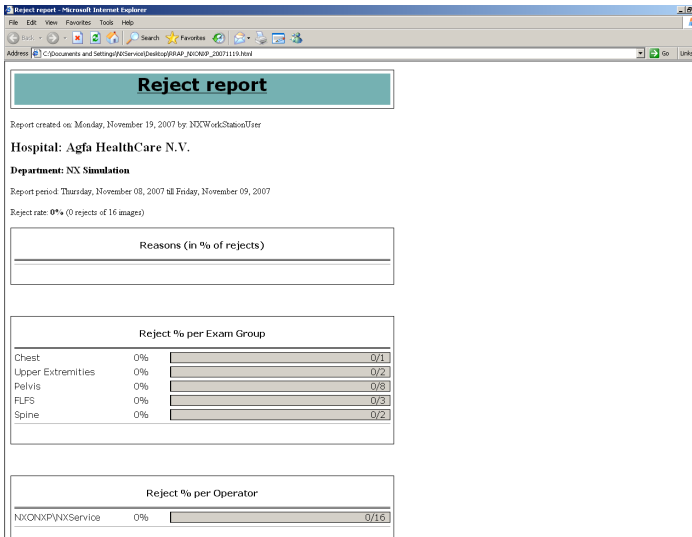 Reject report - Microsoft Internet Explorer
File Edit View Favorites Tools Help
Back Search Favorites
Address C:\Documents and Settings\NXService\Desktop\RRAP_NXONXP_20071119.html Go Links
Reject report
Report created on: Monday, November 19, 2007 by: NXWorkStationUser
Hospital: Agfa HealthCare N.V.
Department: NX Simulation
Report period: Thursday, November 08, 2007 till Friday, November 09, 2007
Reject rate: 0% (0 rejects of 16 images)
Reasons (in % of rejects)
Reject % per Exam Group
Chest 0% 0/1
Upper Extremities 0% 0/2
Pelvis 0% 0/8
FLFS 0% 0/3
Spine 0% 0/2
Reject % per Operator
NXONXP\NXService 0% 0/16